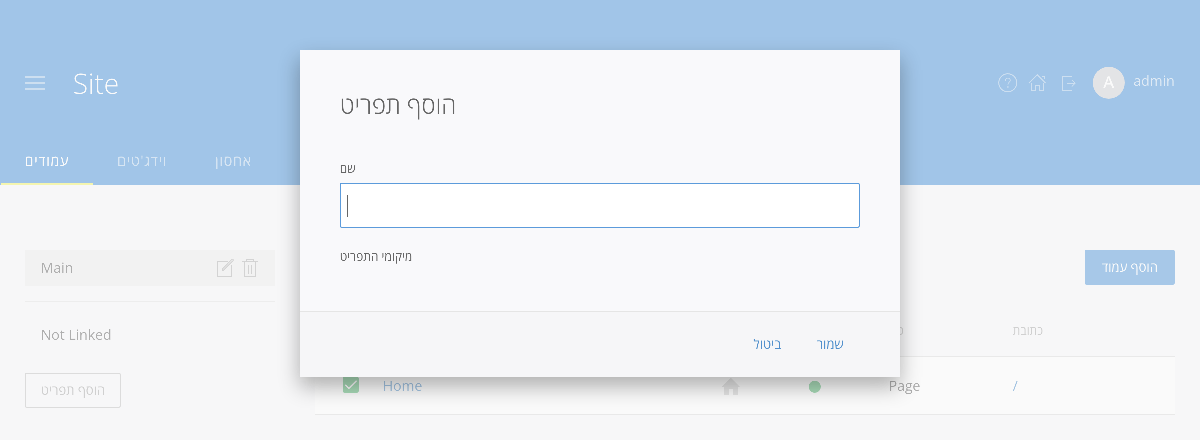 Site
A
admin
עמודים
וידג'טים
אחסון
הוסף תפריט
שם
מיקומי התפריט
שמור
ביטול
Main
Not Linked
הוסף תפריט
הוסף עמוד
כתובת
Home
Page
/